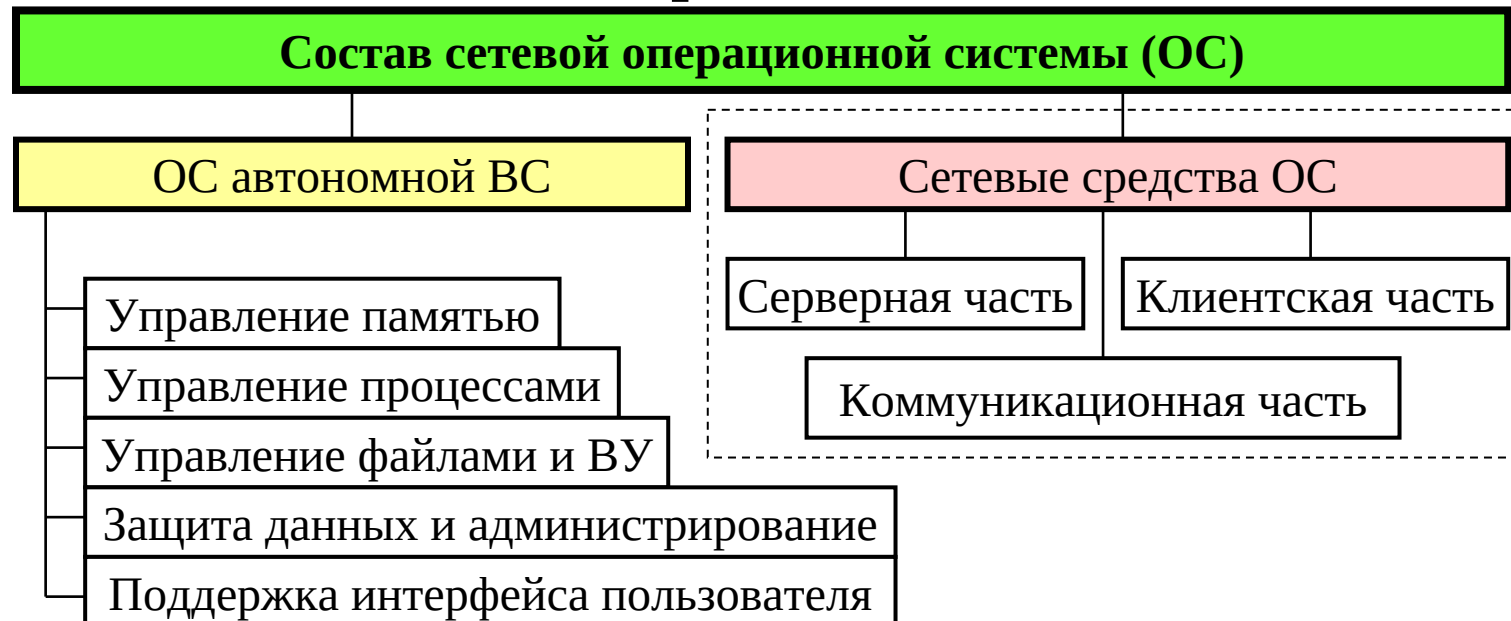 Состав сетевой операционной системы (ОС)
ОС автономной ВС
Управление памятью
Управление процессами
Управление файлами и ВУ
Защита данных и администрирование
Поддержка интерфейса пользователя
Сетевые средства ОС
Серверная часть
Клиентская часть
Коммуникационная часть